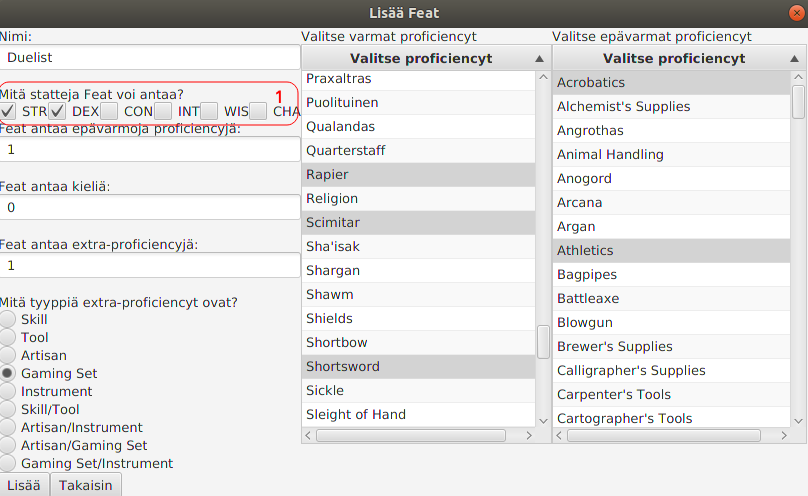 Lisää Feat
Nimi:
Duelist
Mitä statteja Feat voi antaa?
1
STR DEX CON INT WIS CHA
Feat antaa epävarmoja proficiencyjä:
1
Feat antaa kieliä:
0
Feat antaa extra-proficiencyjä:
1
Mitä tyyppiä extra-proficiencyt ovat?
Skill
Tool
Artisan
Gaming Set
Instrument
Skill/Tool
Artisan/Instrument
Artisan/Gaming Set
Gaming Set/Instrument
Lisää Takaisin
Valitse varmat proficiencyt
Valitse proficiencyt
Praxaltras
Puolituinen
Qualandas
Quarterstaff
Rapier
Religion
Scimitar
Sha'isak
Shargan
Shawm
Shields
Shortbow
Shortsword
Sickle
Sleight of Hand
Valitse epävarmat proficiencyt
Valitse proficiencyt
Acrobatics
Alchemist's Supplies
Angrothas
Animal Handling
Anogord
Arcana
Argan
Athletics
Bagpipes
Battleaxe
Blowgun
Brewer's Supplies
Calligrapher's Supplies
Carpenter's Tools
Cartographer's Tools